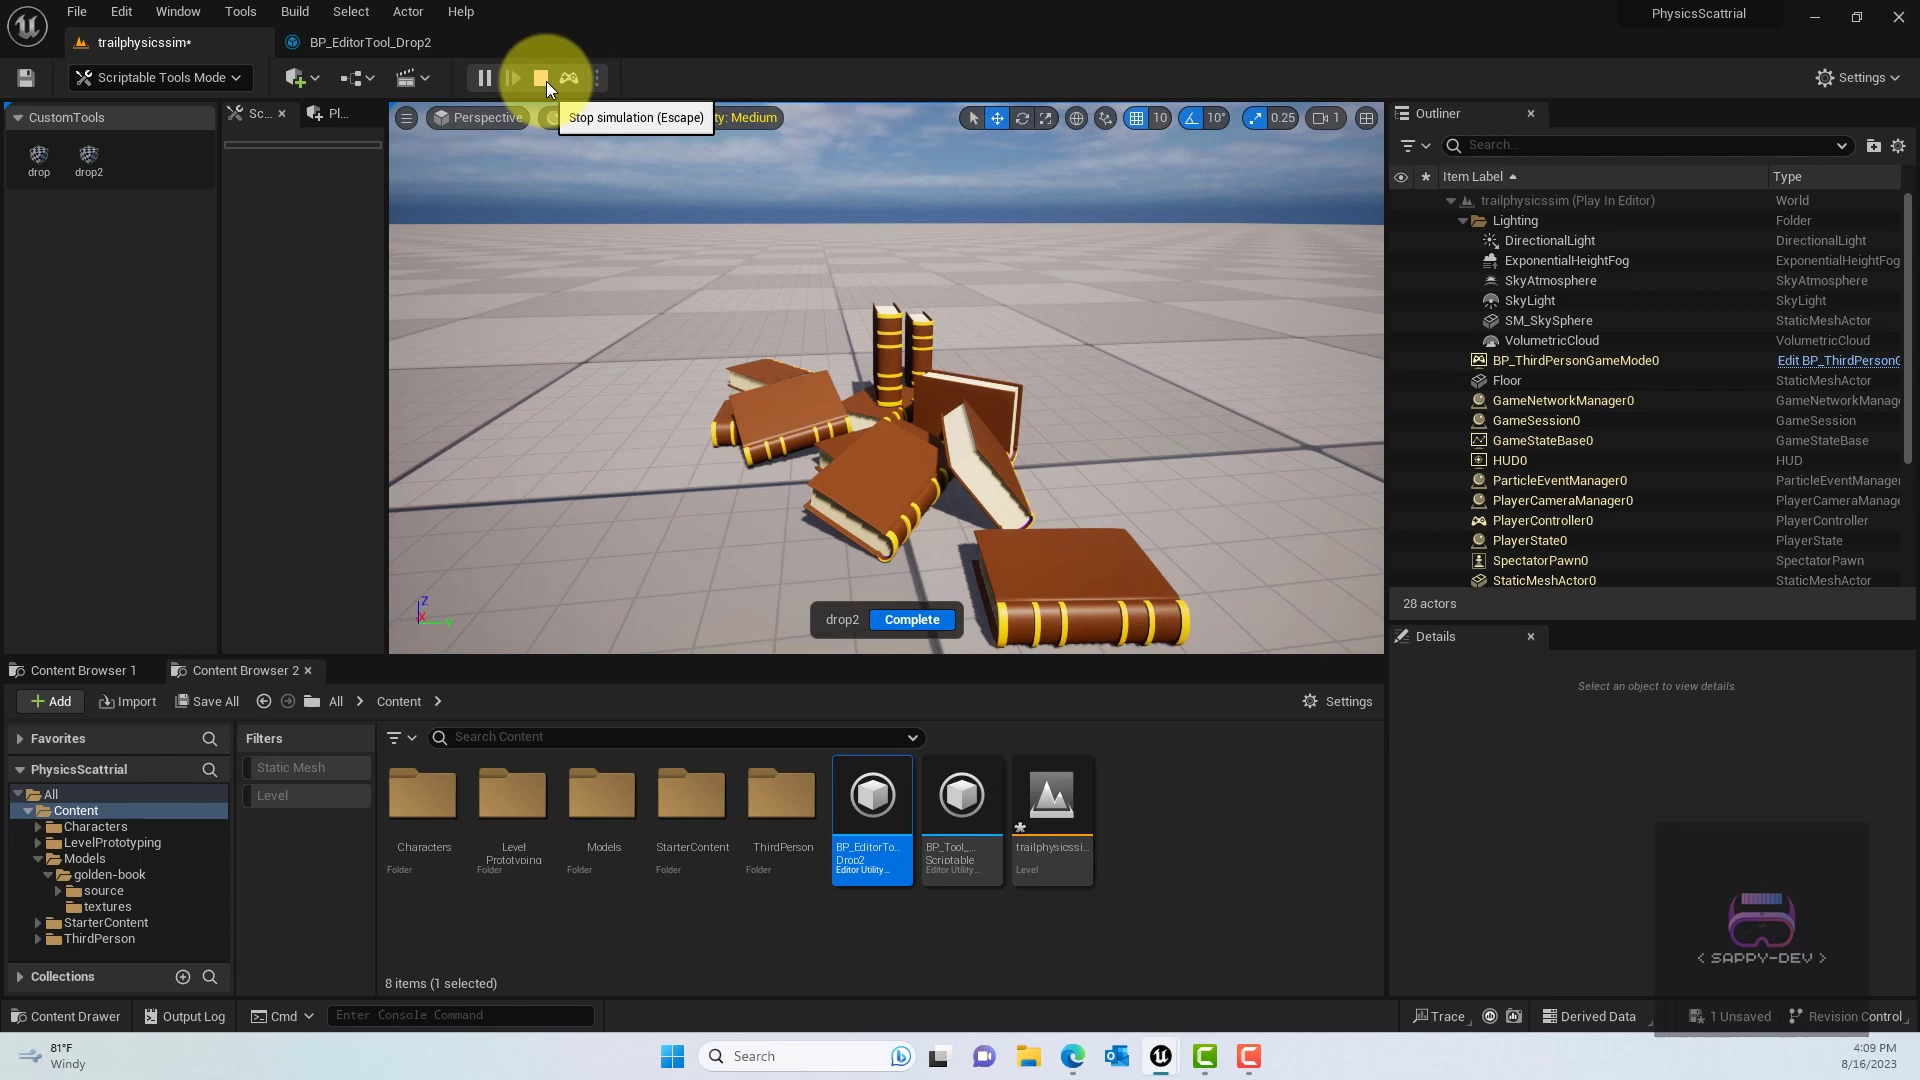 File Edit Window Tools Build Select Actor Help
PhysicsScattrial
trailphysicssim*
BP_EditorTool_Drop2
Scriptable Tools Mode
Settings
CustomTools
drop
drop2
Sc...
Pl...
Perspective
Stop simulation (Escape)
ty: Medium
10
10°
0.25
1
drop2
Complete
Z
X
Y
Outliner
Search...
Item Label
Type
trailphysicssim (Play In Editor) World
Lighting Folder
DirectionalLight DirectionalLight
ExponentialHeightFog ExponentialHeightFog
SkyAtmosphere SkyAtmosphere
SkyLight SkyLight
SM_SkySphere StaticMeshActor
VolumetricCloud VolumetricCloud
BP_ThirdPersonGameMode0 Edit BP_ThirdPersonG
Floor StaticMeshActor
GameNetworkManager0 GameNetworkManage
GameSession0 GameSession
GameStateBase0 GameStateBase
HUD0 HUD
ParticleEventManager0 ParticleEventManager
PlayerCameraManager0 PlayerCameraManage
PlayerController0 PlayerController
PlayerState0 PlayerState
SpectatorPawn0 SpectatorPawn
StaticMeshActor0 StaticMeshActor
28 actors
Details
Select an object to view details.
Content Browser 1
Content Browser 2
Add
Import
Save All
All
Content
Settings
Favorites
PhysicsScattrial
All
Content
Characters
LevelPrototyping
Models
golden-book
source
textures
StarterContent
ThirdPerson
Collections
Filters
Static Mesh
Level
Search Content
Characters
Folder
Level
Prototyping
Folder
Models
Folder
StarterContent
Folder
ThirdPerson
Folder
BP_EditorTo...
Drop2
Editor Utility...
BP_Tool_...
Scriptable
Editor Utility...
trailphysicssi...
Level
8 items (1 selected)
< SAPPY-DEV >
Content Drawer
Output Log
Cmd
Enter Console Command
Trace
Derived Data
1 Unsaved
Revision Control
81°F
Windy
Search
4:09 PM
8/16/2023